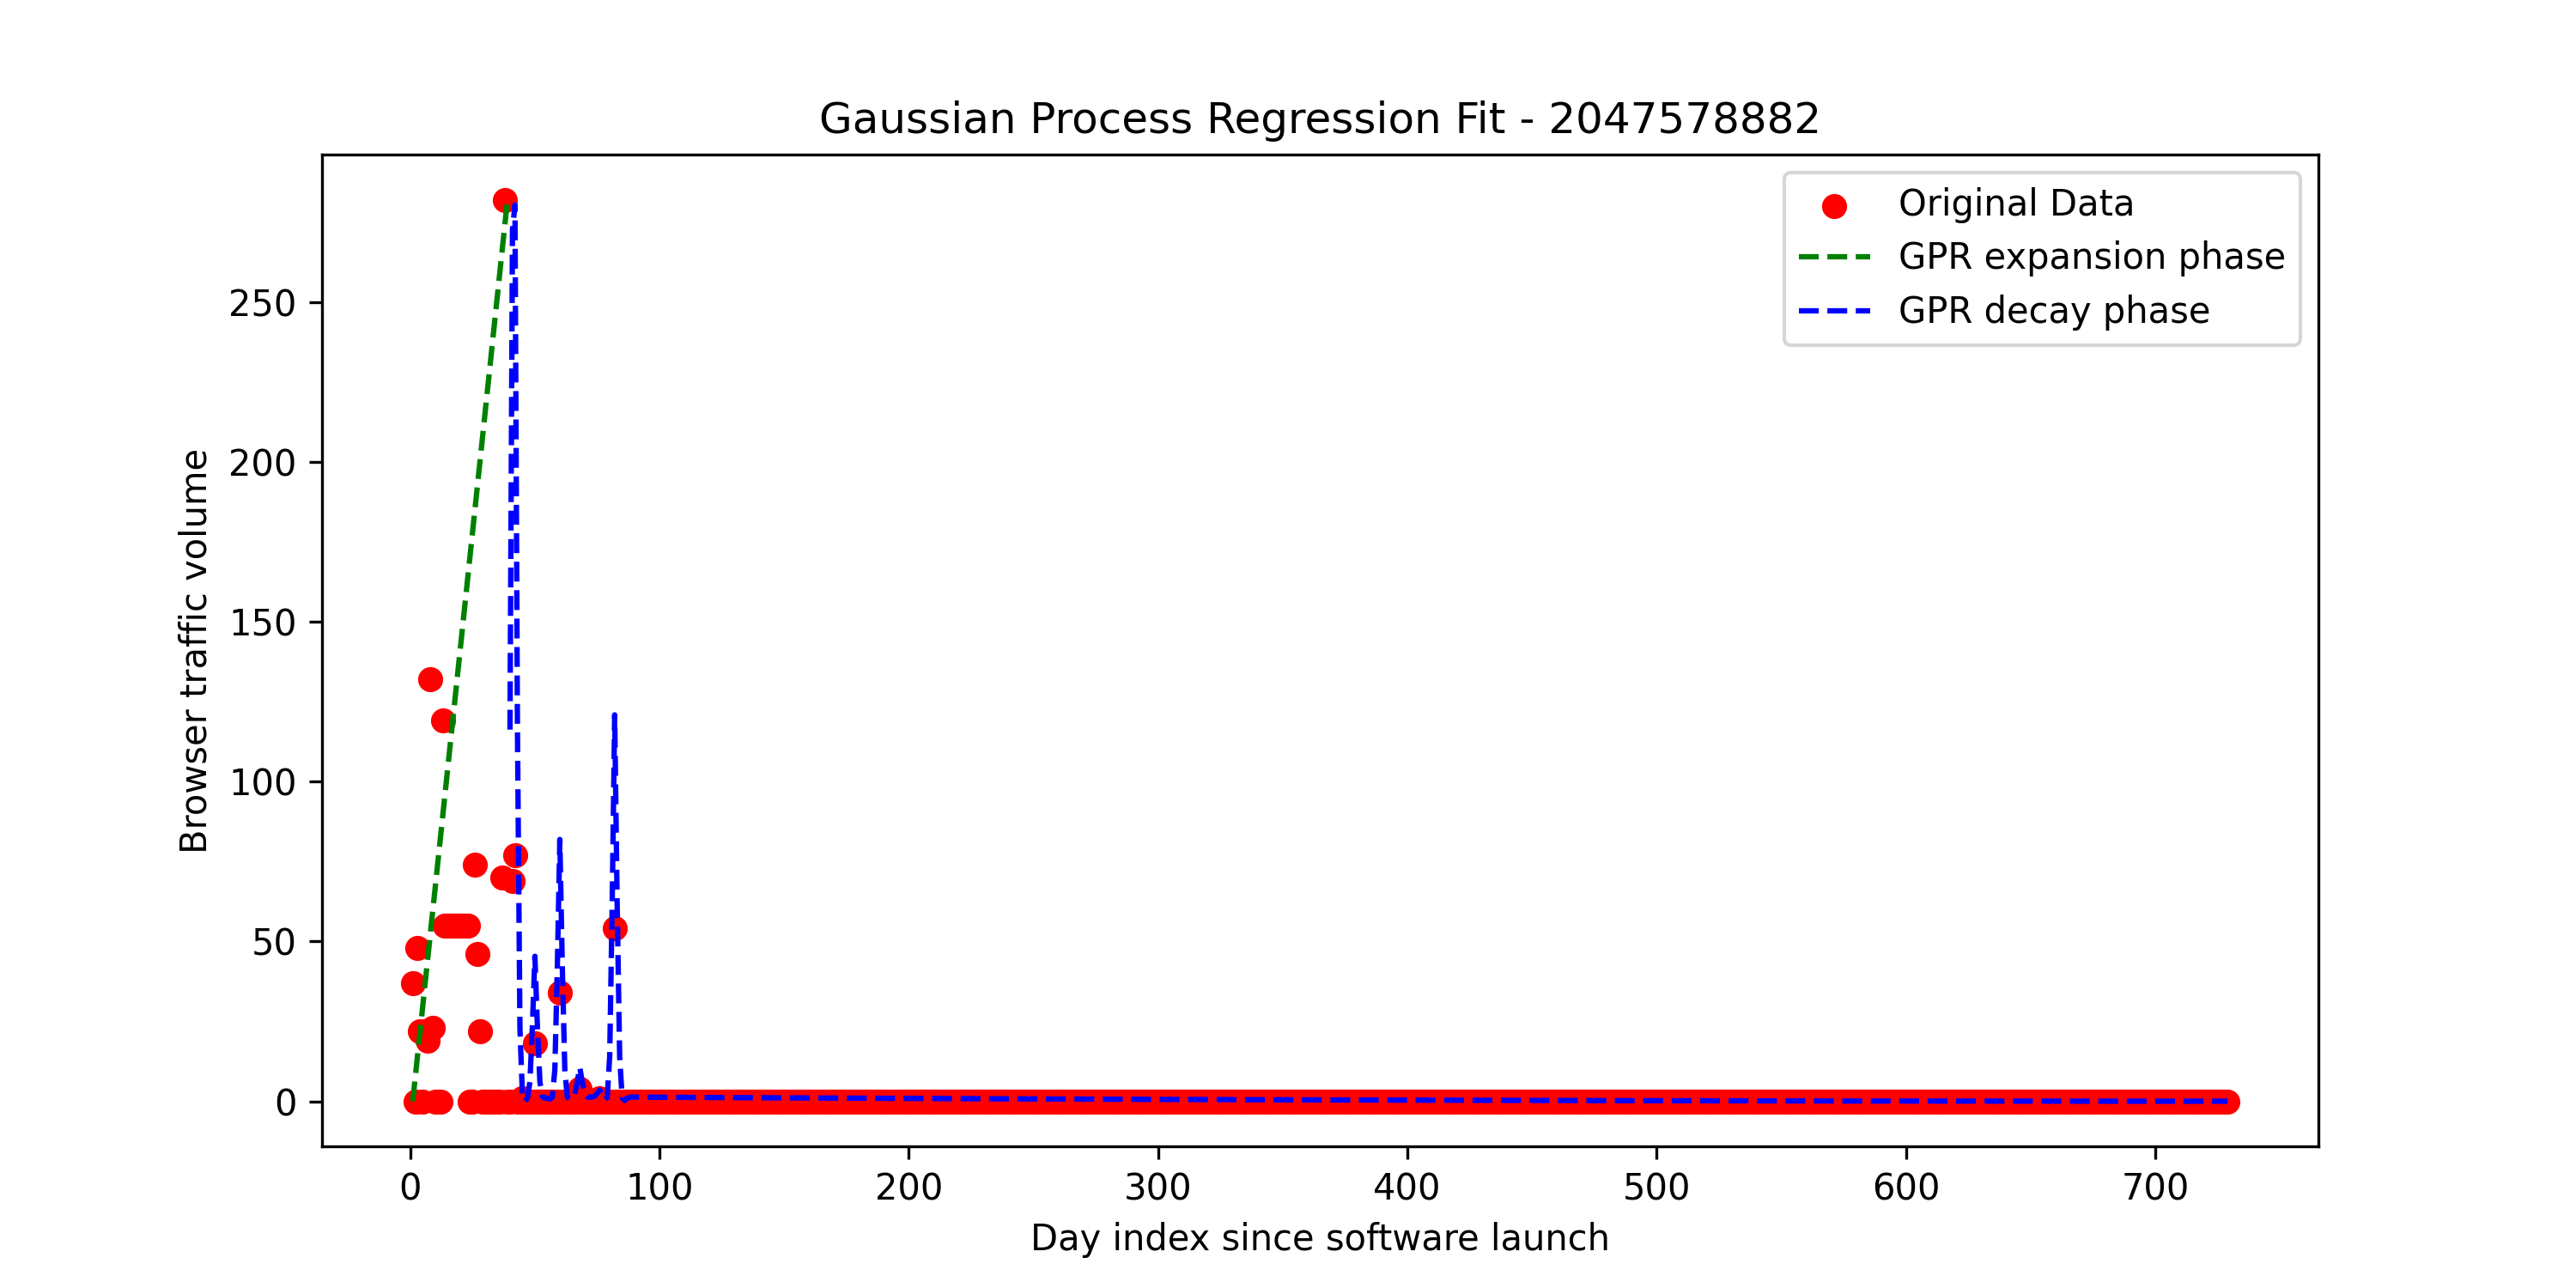 Gaussian Process Regression Fit - 2047578882
Original Data
GPR expansion phase
GPR decay phase
Browser traffic volume
250
200
150
100
50
0
0 100 200 300 400 500 600 700
Day index since software launch